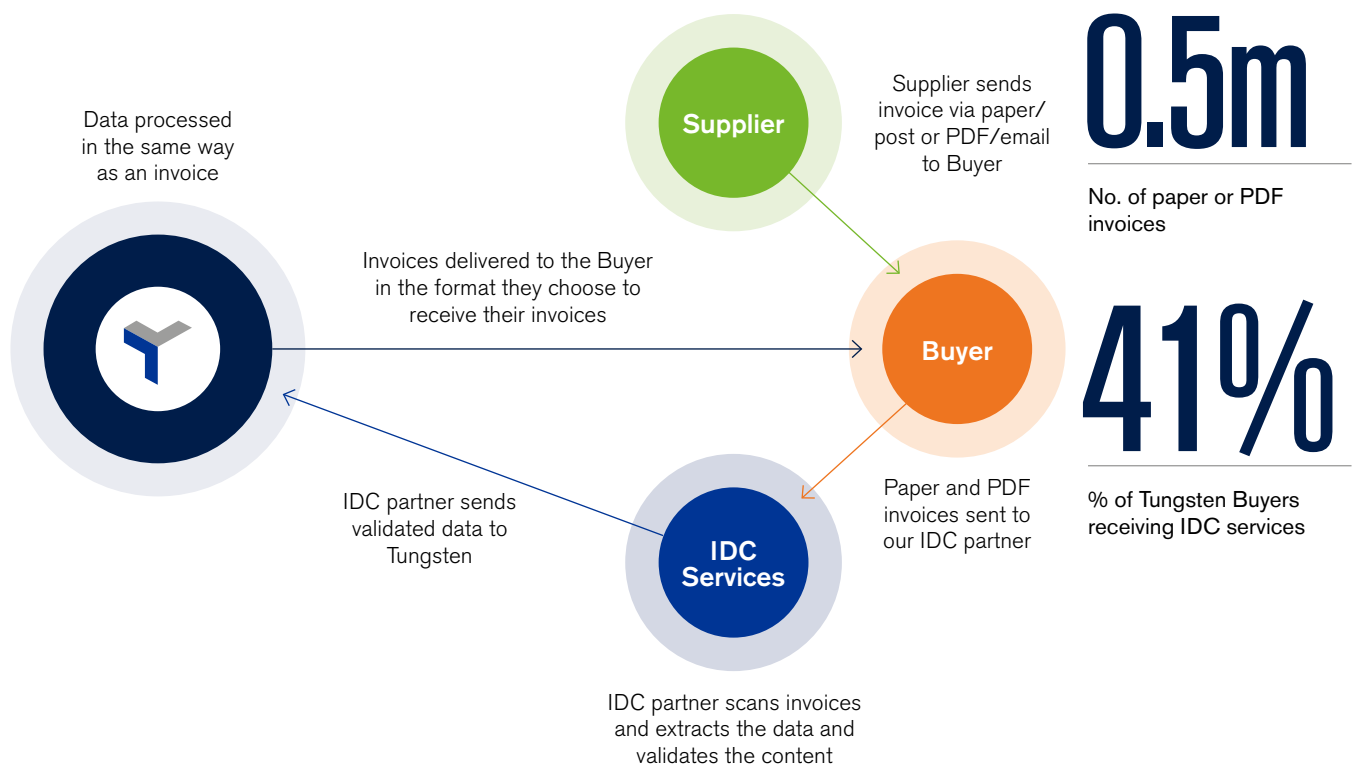 Data processed
in the same way
as an invoice
Supplier
Supplier sends
invoice via paper/
post or PDF/email
to Buyer
0.5m
No. of paper or PDF
invoices
Invoices delivered to the Buyer
in the format they choose to
receive their invoices
Buyer
41%
% of Tungsten Buyers
receiving IDC services
Paper and PDF
invoices sent to
our IDC partner
IDC partner sends
validated data to
Tungsten
IDC
Services
IDC partner scans invoices
and extracts the data and
validates the content